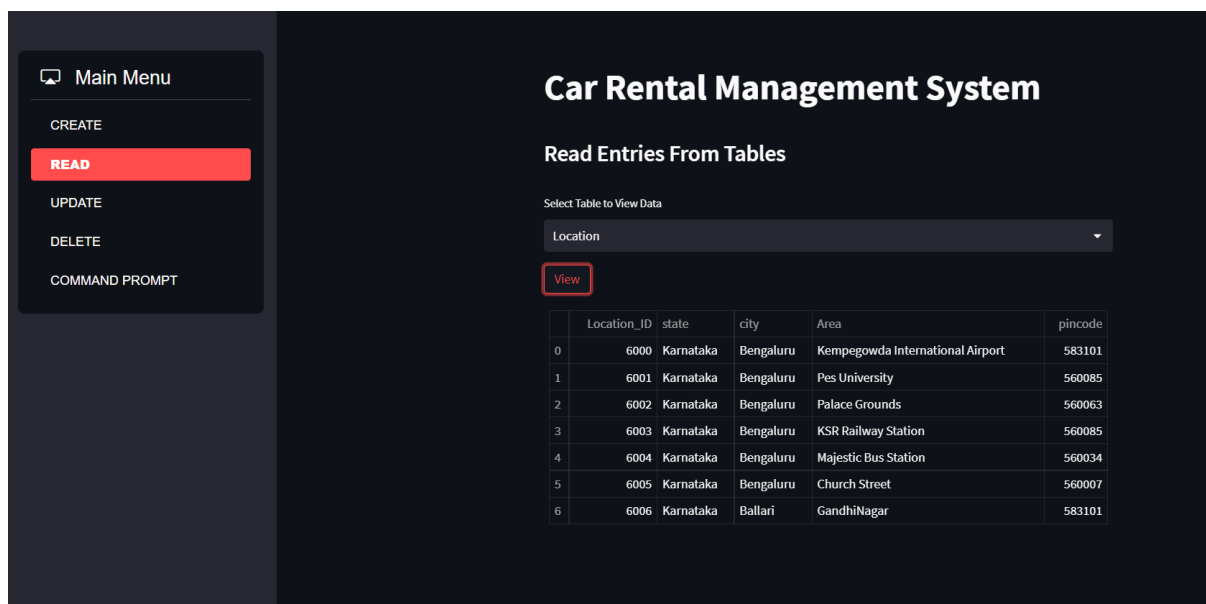 Main Menu
CREATE
READ
UPDATE
DELETE
COMMAND PROMPT
Car Rental Management System
Read Entries From Tables
Select Table to View Data
Location
View
Location_ID state city Area pincode
0 6000 Karnataka Bengaluru Kempegowda International Airport 583101
1 6001 Karnataka Bengaluru Pes University 560085
2 6002 Karnataka Bengaluru Palace Grounds 560063
3 6003 Karnataka Bengaluru KSR Railway Station 560085
4 6004 Karnataka Bengaluru Majestic Bus Station 560034
5 6005 Karnataka Bengaluru Church Street 560007
6 6006 Karnataka Ballari GandhiNagar 583101